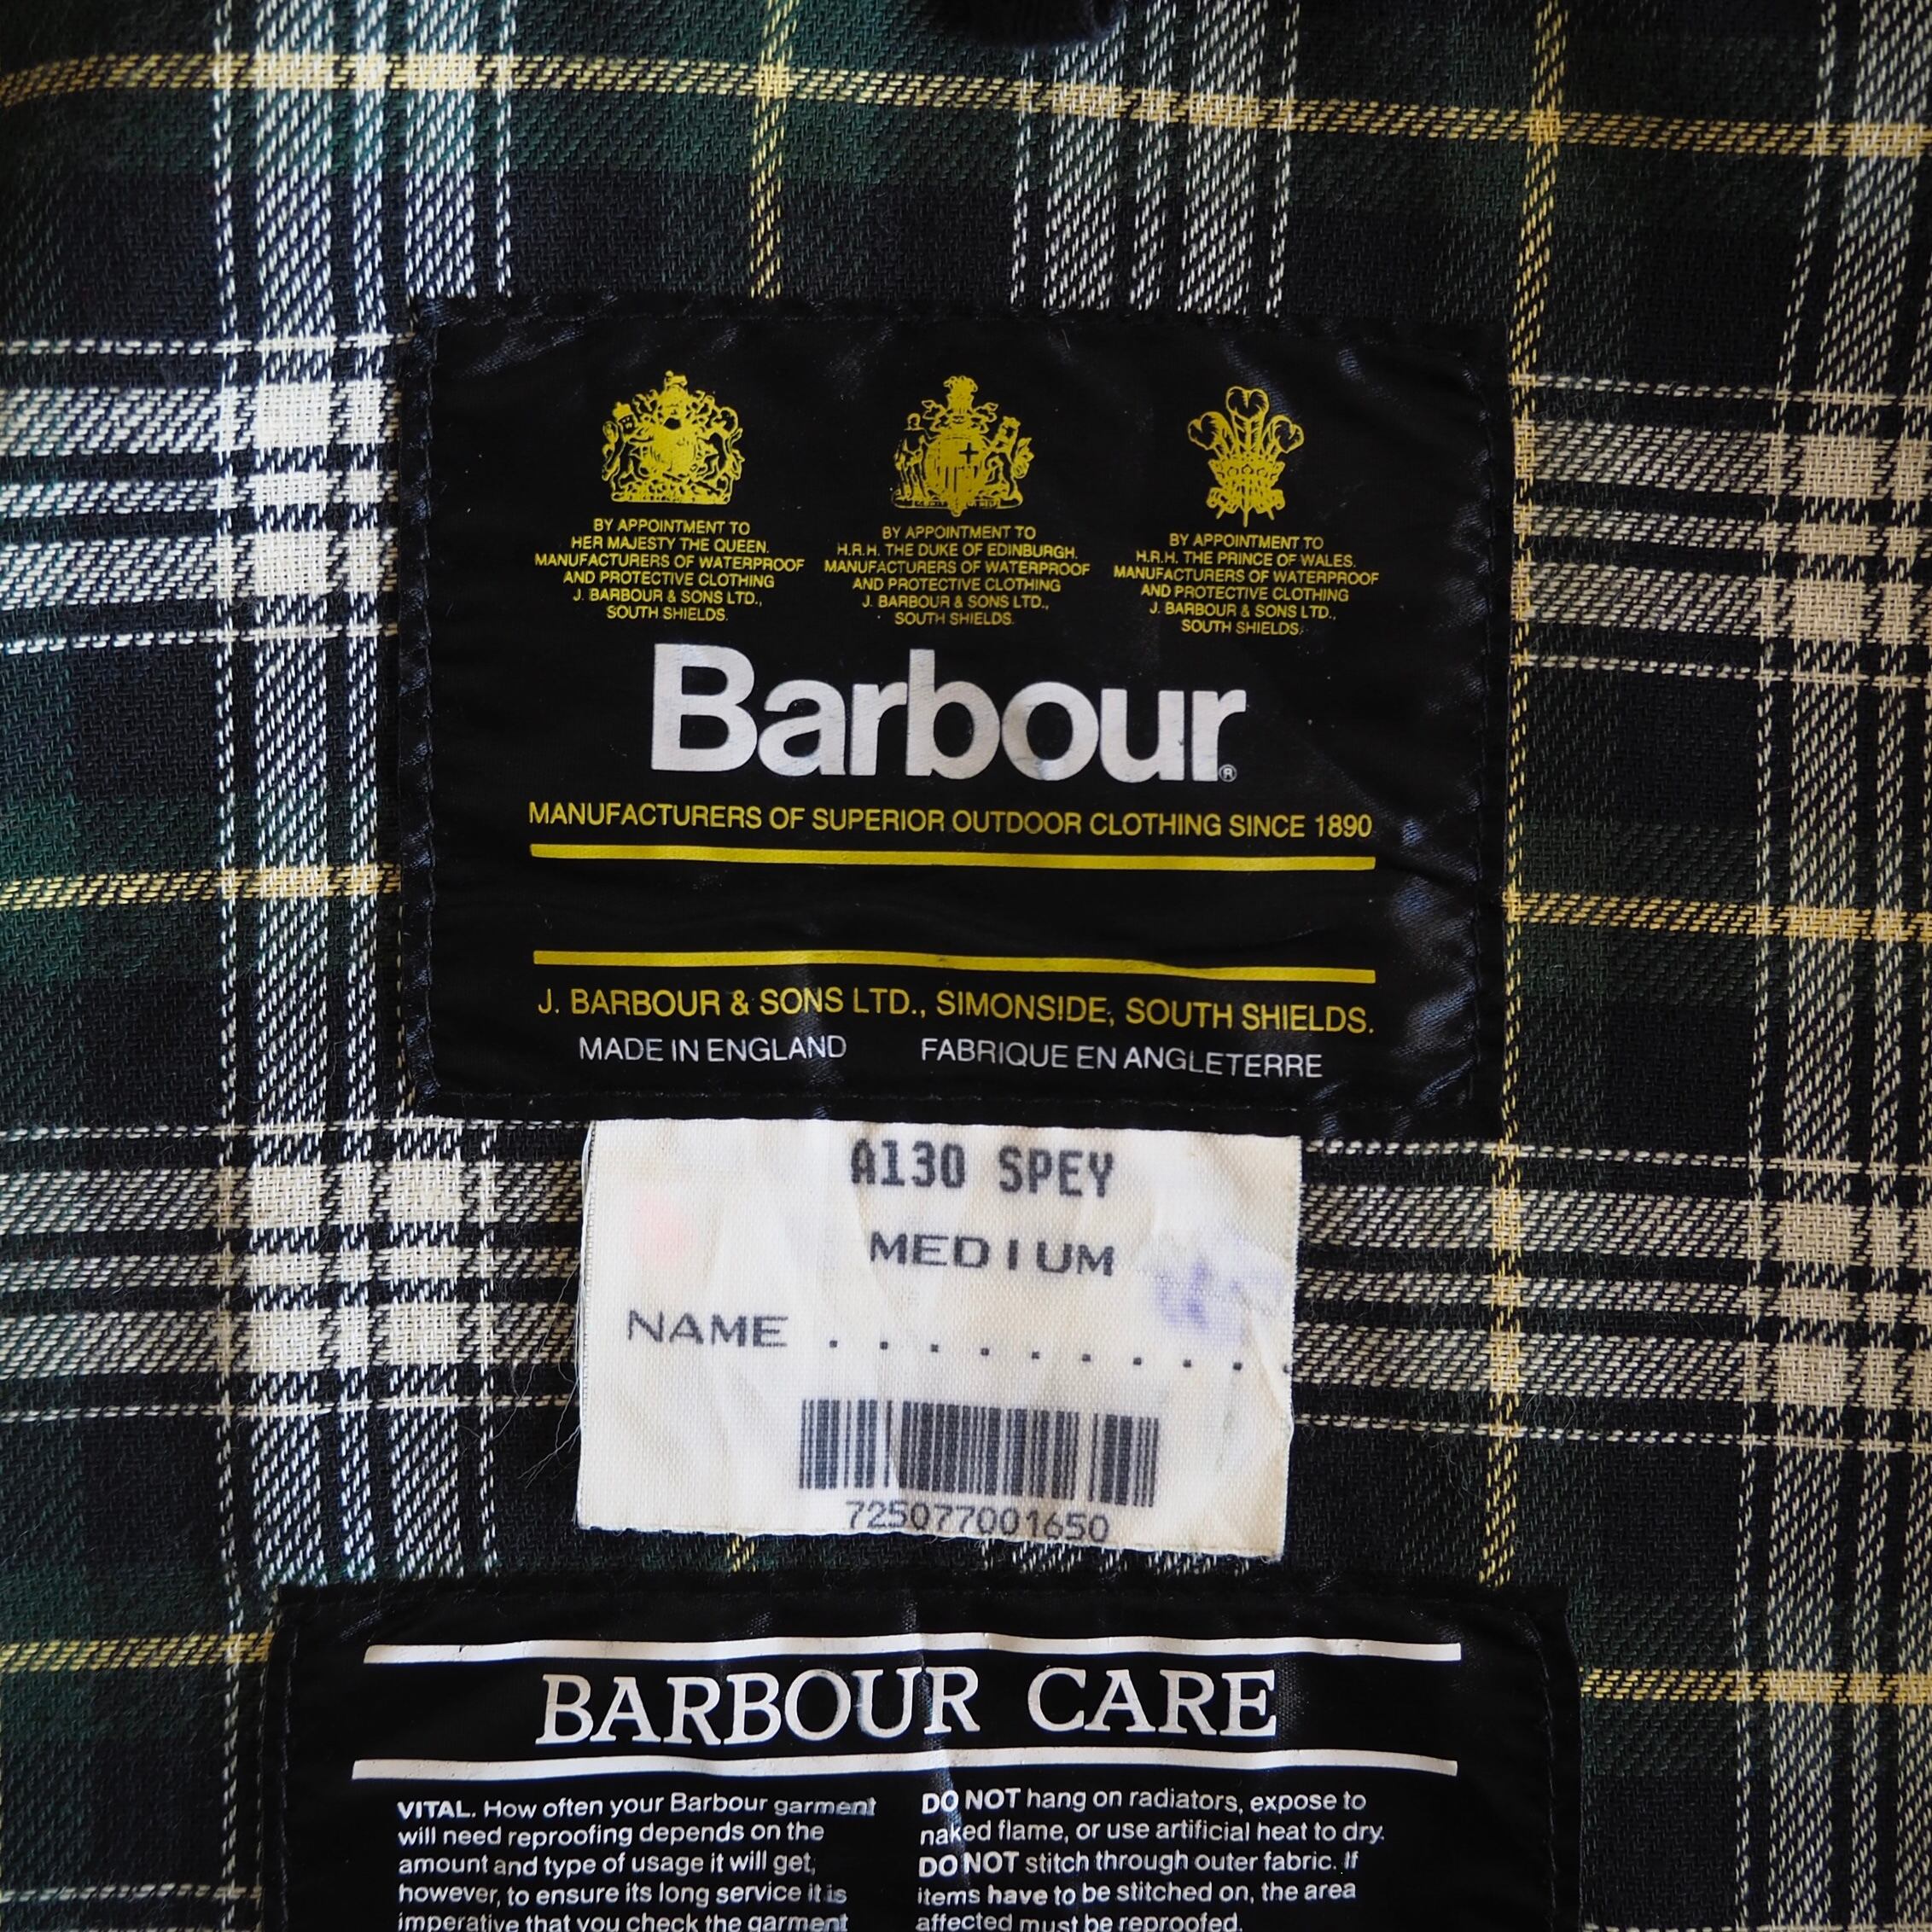 BY APPOINTMENT TO
HER MAJESTY THE QUEEN.
MANUFACTURERS OF WATERPROOF
AND PROTECTIVE CLOTHING
J. BARBOUR & SONS LTD.,
SOUTH SHIELDS.
BY APPOINTMENT TO
H.R.H. THE DUKE OF EDINBURGH.
MANUFACTURERS OF WATERPROOF
AND PROTECTIVE CLOTHING
J. BARBOUR & SONS LTD.,
SOUTH SHIELDS.
BY APPOINTMENT TO
H.R.H. THE PRINCE OF WALES.
MANUFACTURERS OF WATERPROOF
AND PROTECTIVE CLOTHING
J. BARBOUR & SONS LTD.,
SOUTH SHIELDS.
Barbour®
MANUFACTURERS OF SUPERIOR OUTDOOR CLOTHING SINCE 1890
J. BARBOUR & SONS LTD., SIMONSIDE, SOUTH SHIELDS.
MADE IN ENGLAND FABRIQUE EN ANGLETERRE
A130 SPEY
MEDIUM
NAME . . . . . . . . . .
725077001650
BARBOUR CARE
VITAL. How often your Barbour garment
will need reproofing depends on the
amount and type of usage it will get,
however, to ensure its long service it is
imperative that you check the garment
DO NOT hang on radiators, expose to
naked flame, or use artificial heat to dry.
DO NOT stitch through outer fabric. If
items have to be stitched on, the area
affected must be reproofed.